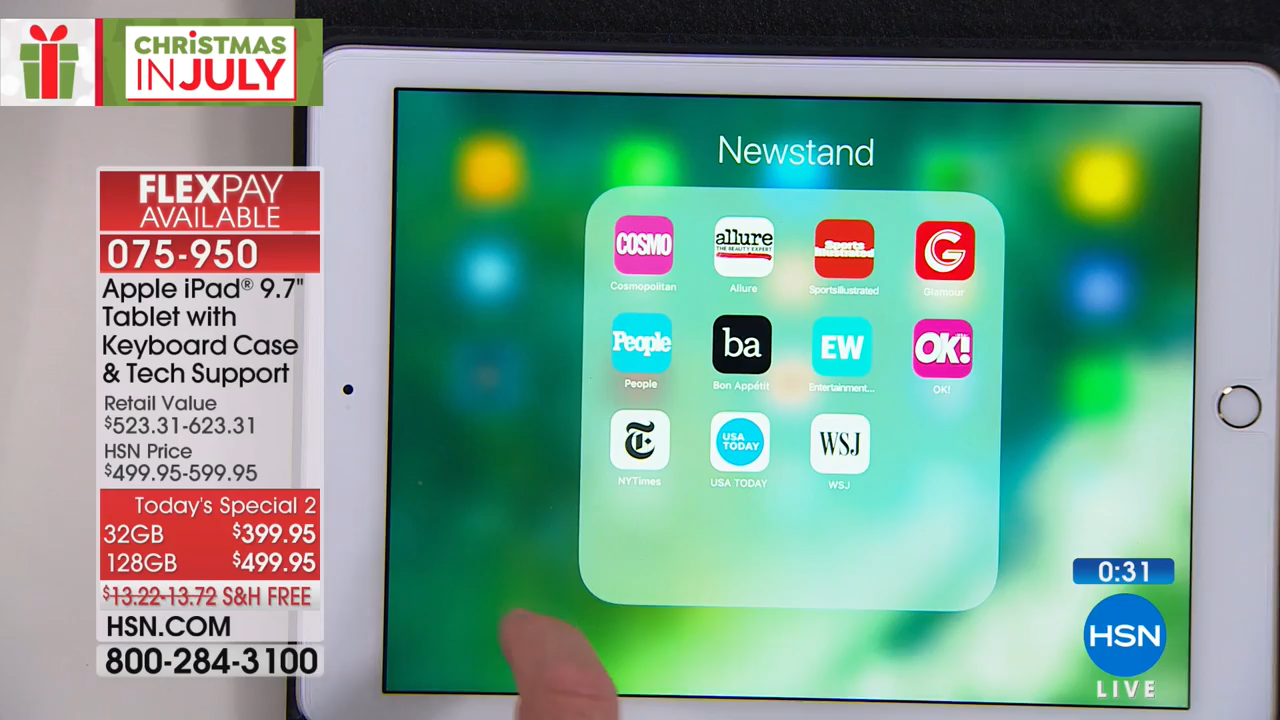 CHRISTMAS
IN JULY
FLEXPAY
AVAILABLE
075-950
Apple iPad® 9.7"
Tablet with
Keyboard Case
& Tech Support
Retail Value
$523.31-623.31
HSN Price
$499.95-599.95
Today's Special 2
32GB $399.95
128GB $499.95
$13.22-13.72 S&H FREE
HSN.COM
800-284-3100
Newsstand
COSMO
allure
THE BEAUTY EXPERT
Sports Illustrated
G
Cosmopolitan
Allure
SportsIllustrated
Glamour
People
ba
EW
OK!
People
Bon Appétit
Entertainment...
OK!
T
USA TODAY
WSJ
NYTimes
USA TODAY
WSJ
0:31
HSN
LIVE